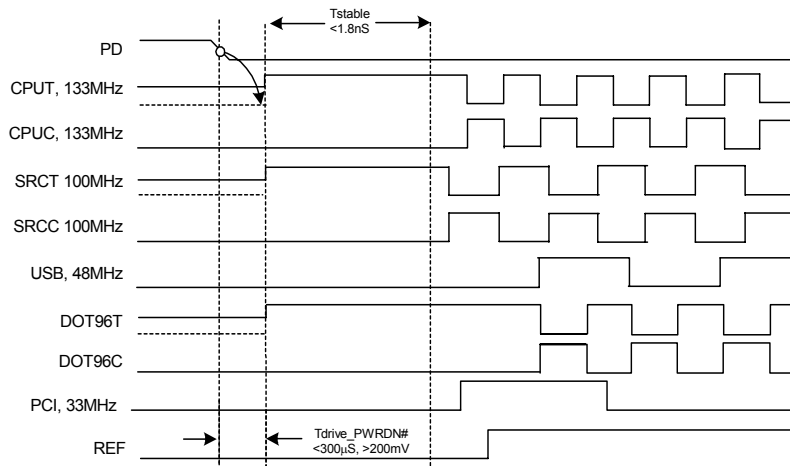 Tstable
<1.8nS
PD
CPUT, 133MHz
CPUC, 133MHz
SRCT 100MHz
SRCC 100MHz
USB, 48MHz
DOT96T
DOT96C
PCI, 33MHz
Tdrive_PWRDN#
<300µS, >200mV
REF